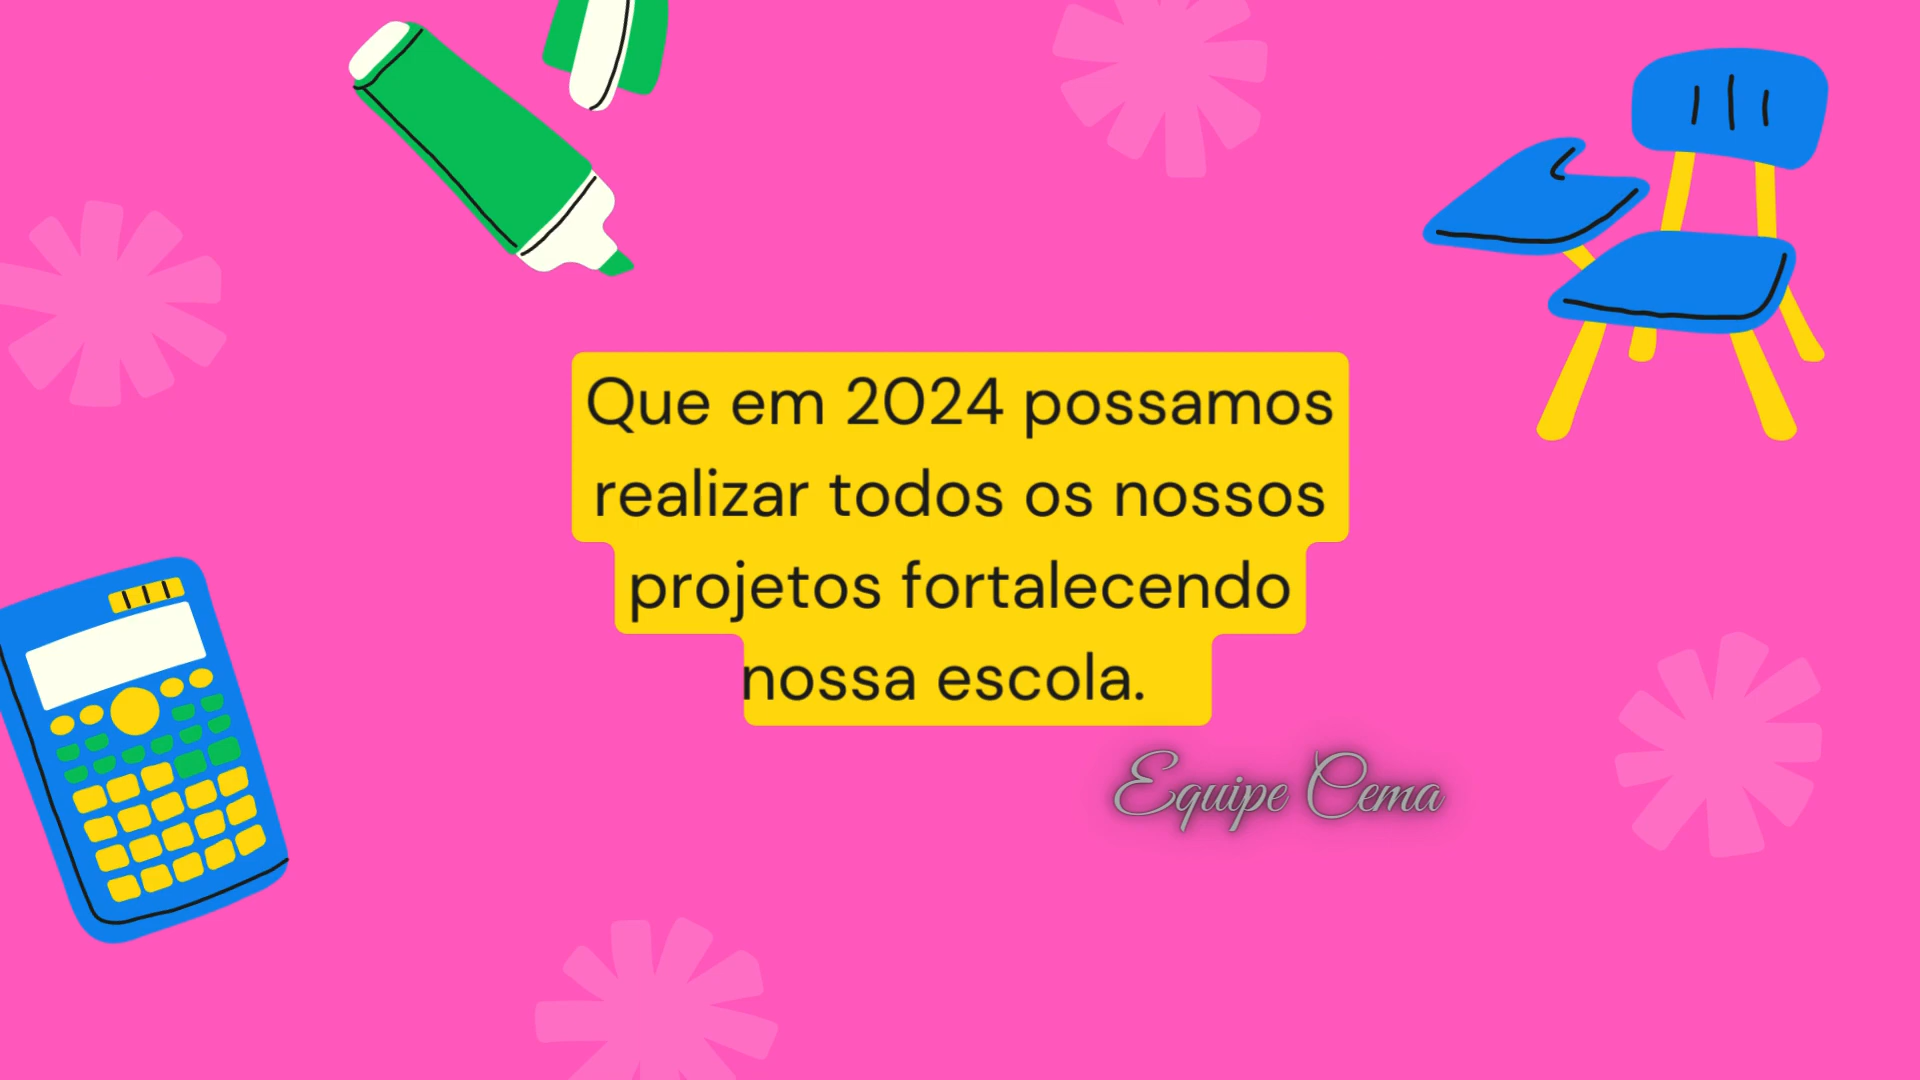 Que em 2024 possamos
realizar todos os nossos
projetos fortalecendo
nossa escola.
Equipe Cema